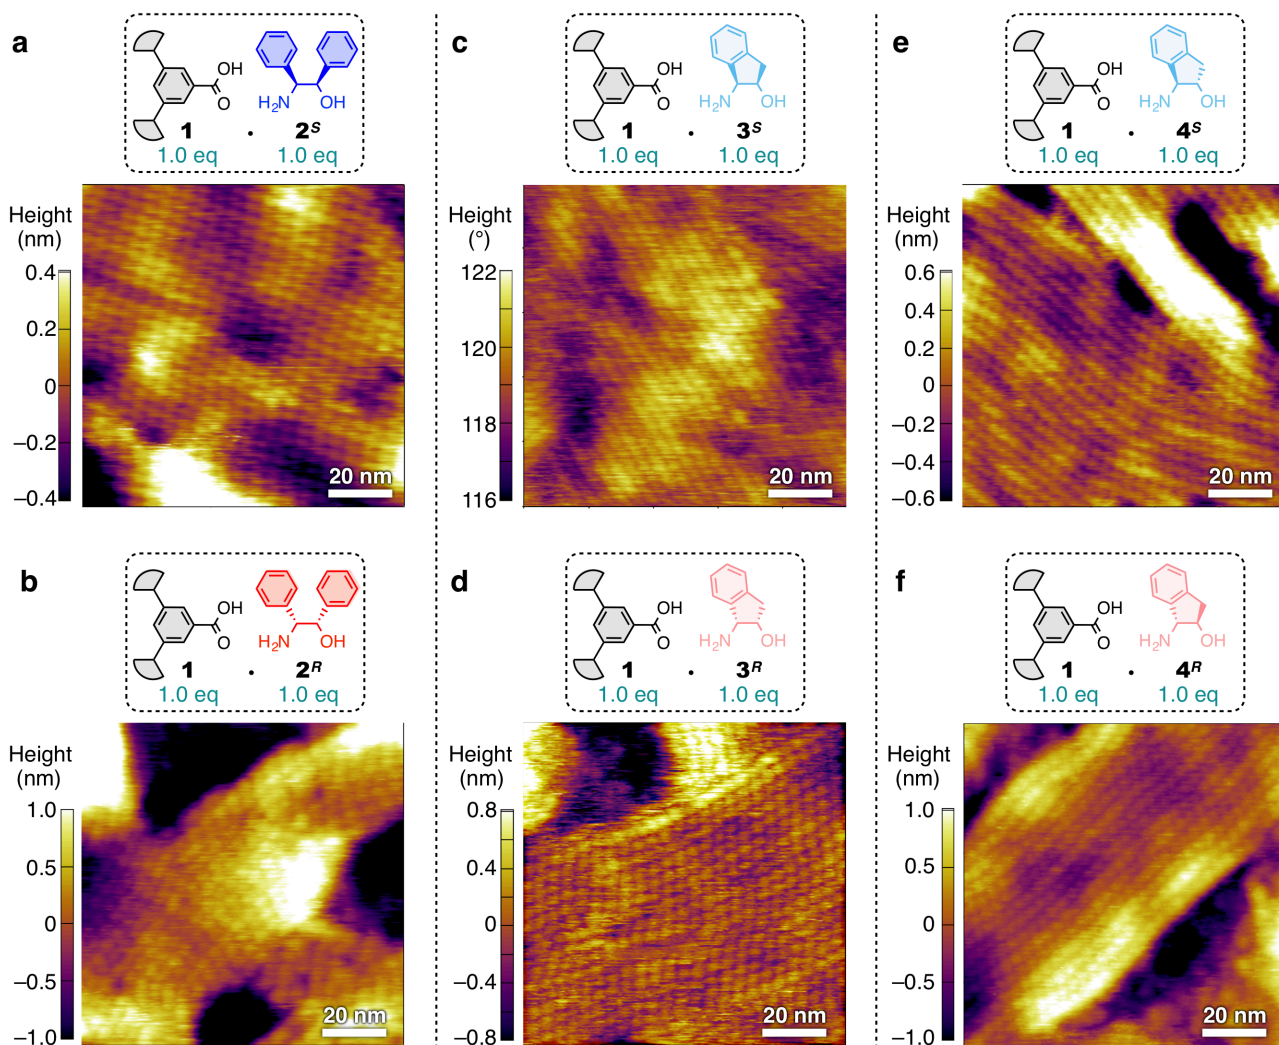 a
OH
O
H2N
OH
1 · 2S
1.0 eq 1.0 eq
Height
(nm)
0.4
0.2
0
–0.2
–0.4
20 nm
c
OH
O
H2N
OH
1 · 3S
1.0 eq 1.0 eq
Height
(°)
122
120
118
116
20 nm
e
OH
O
H2N
OH
1 · 4S
1.0 eq 1.0 eq
Height
(nm)
0.6
0.4
0.2
0
–0.2
–0.4
–0.6
20 nm
b
OH
O
H2N
OH
1 · 2R
1.0 eq 1.0 eq
Height
(nm)
1.0
0.5
0
–0.5
–1.0
20 nm
d
OH
O
H2N
OH
1 · 3R
1.0 eq 1.0 eq
Height
(nm)
0.8
0.4
0
–0.4
–0.8
20 nm
f
OH
O
H2N
OH
1 · 4R
1.0 eq 1.0 eq
Height
(nm)
1.0
0.5
0
–0.5
–1.0
20 nm